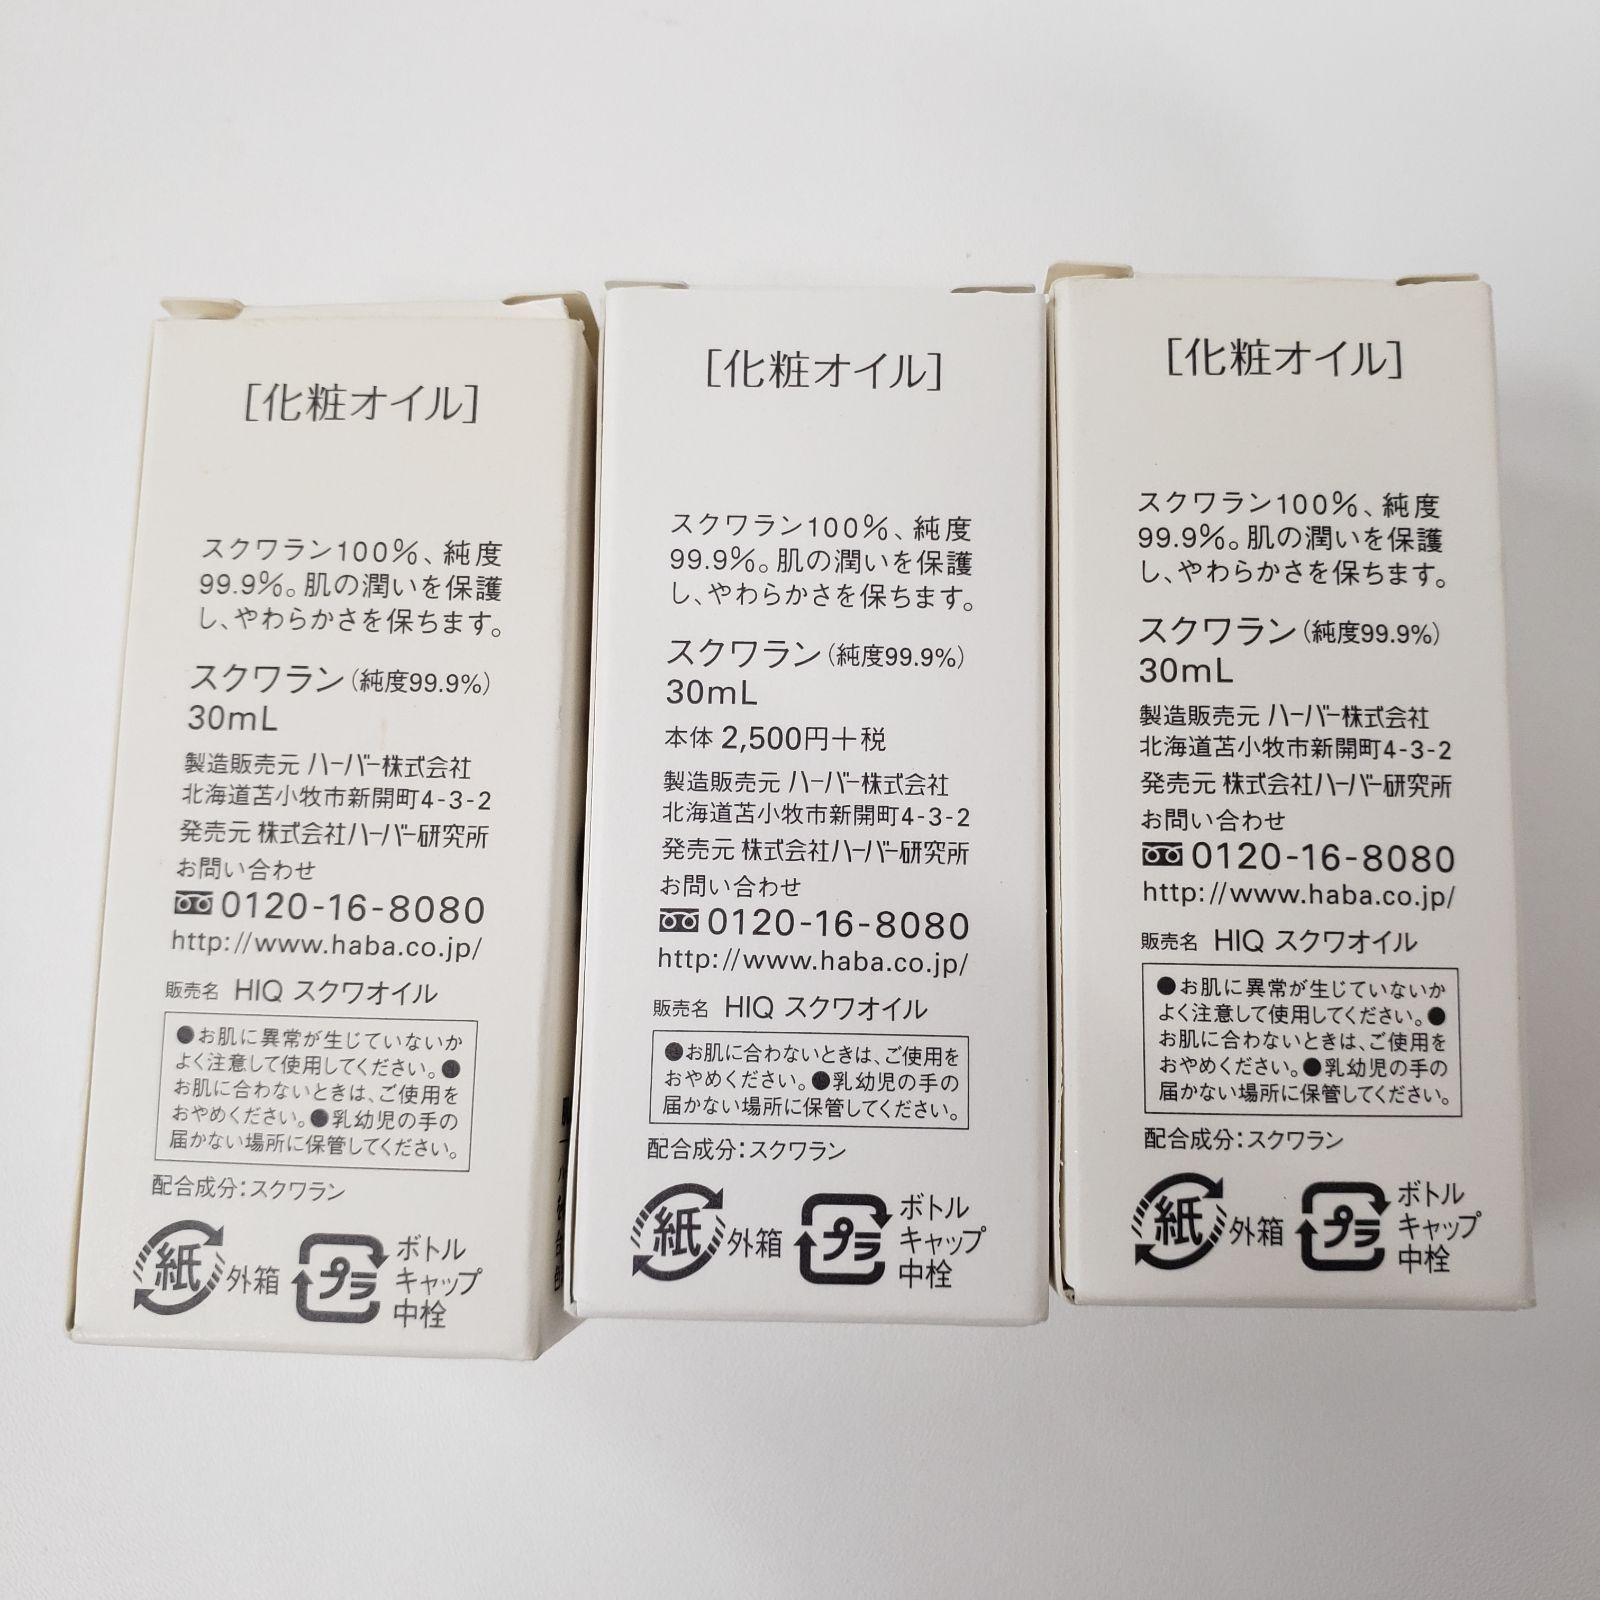 [化粧オイル]
スクワラン100%、純度
99.9%。肌の潤いを保護
し、やわらかさを保ちます。
スクワラン(純度99.9%)
30mL
製造販売元 ハーバー株式会社
北海道苫小牧市新開町4-3-2
発売元 株式会社ハーバー研究所
お問い合わせ
0120-16-8080
http://www.haba.co.jp/
販売名 HIQ スクワオイル
●お肌に異常が生じていないか
よく注意して使用してください。●
お肌に合わないときは、ご使用を
おやめください。●乳幼児の手の
届かない場所に保管してください。
配合成分:スクワラン
紙 外箱
プラ ボトル
キャップ
中栓
[化粧オイル]
スクワラン100%、純度
99.9%。肌の潤いを保護
し、やわらかさを保ちます。
スクワラン(純度99.9%)
30mL
本体 2,500円+税
製造販売元 ハーバー株式会社
北海道苫小牧市新開町4-3-2
発売元 株式会社ハーバー研究所
お問い合わせ
0120-16-8080
http://www.haba.co.jp/
販売名 HIQ スクワオイル
●お肌に合わないときは、ご使用を
おやめください。●乳幼児の手の
届かない場所に保管してください。
配合成分:スクワラン
紙 外箱
プラ ボトル
キャップ
中栓
[化粧オイル]
スクワラン100%、純度
99.9%。肌の潤いを保護
し、やわらかさを保ちます。
スクワラン(純度99.9%)
30mL
製造販売元 ハーバー株式会社
北海道苫小牧市新開町4-3-2
発売元 株式会社ハーバー研究所
お問い合わせ
0120-16-8080
http://www.haba.co.jp/
販売名 HIQ スクワオイル
●お肌に異常が生じていないか
よく注意して使用してください。●
お肌に合わないときは、ご使用を
おやめください。●乳幼児の手の
届かない場所に保管してください。
配合成分:スクワラン
紙 外箱
プラ ボトル
キャップ
中栓